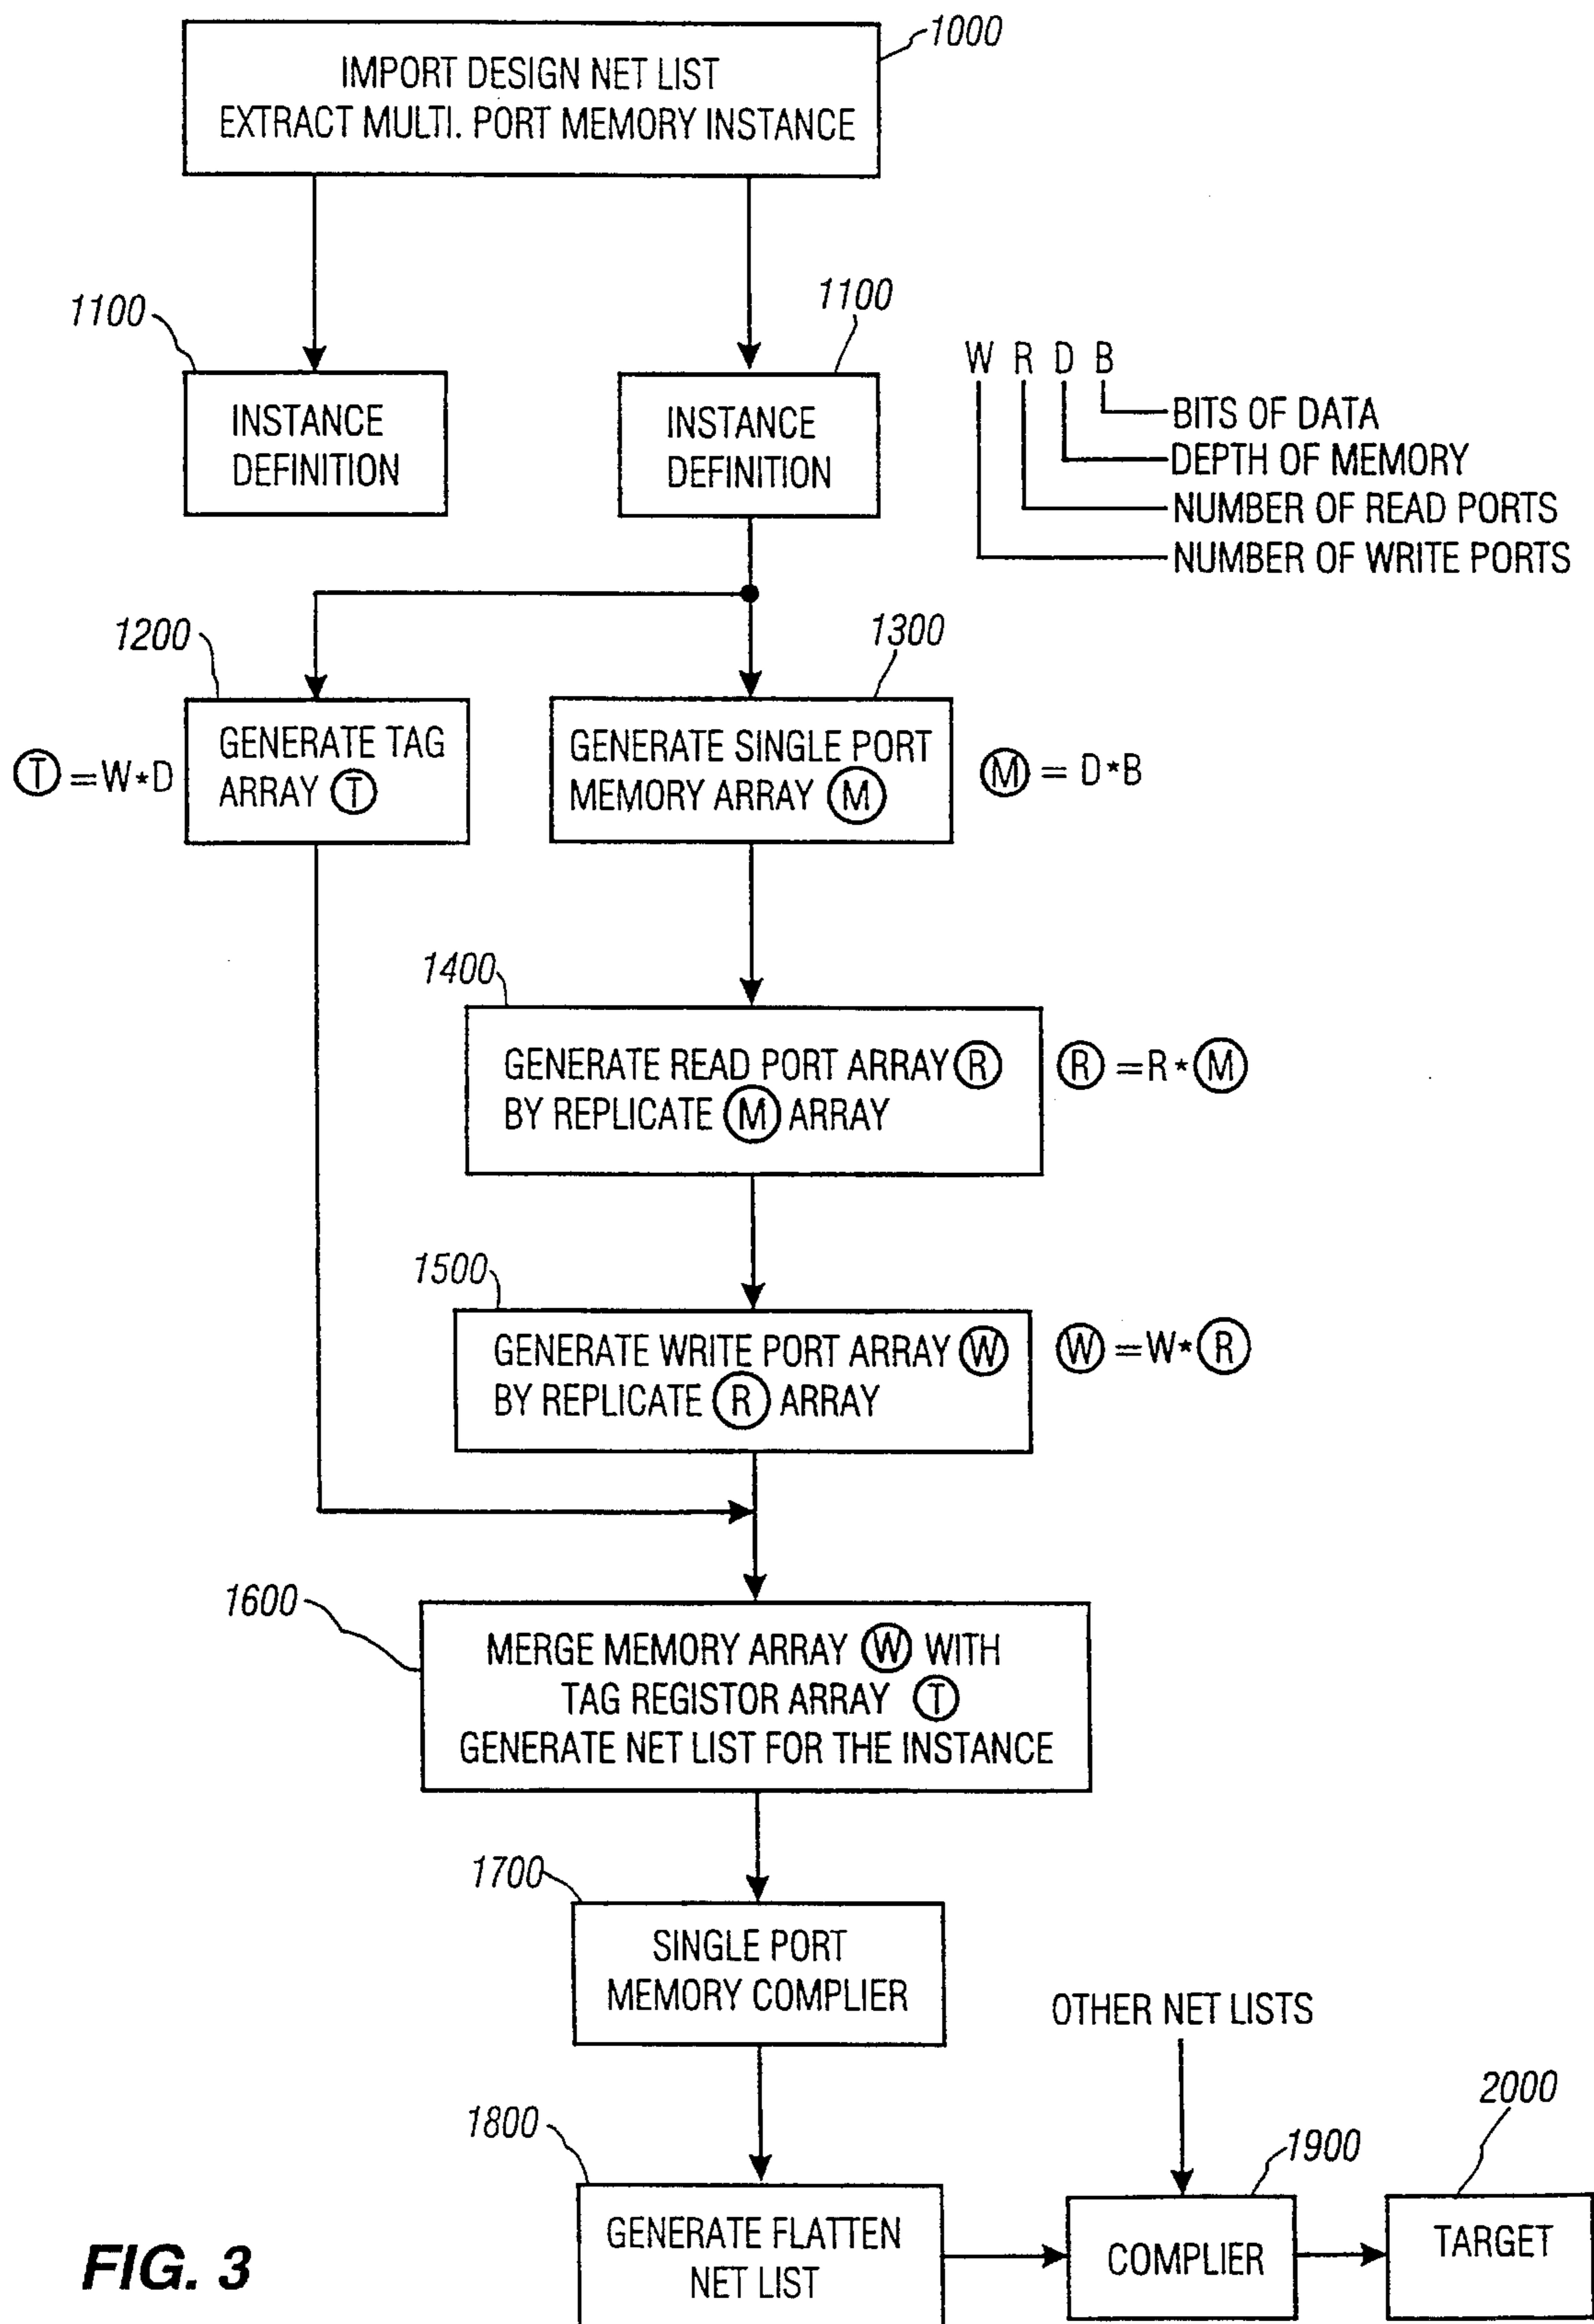 1000
IMPORT DESIGN NET LIST
EXTRACT MULTI. PORT MEMORY INSTANCE
1100
INSTANCE
DEFINITION
1100
INSTANCE
DEFINITION
W R D B
BITS OF DATA
DEPTH OF MEMORY
NUMBER OF READ PORTS
NUMBER OF WRITE PORTS
1200
Ⓣ=W*D
GENERATE TAG
ARRAY Ⓣ
1300
GENERATE SINGLE PORT
MEMORY ARRAY Ⓜ
Ⓜ = D*B
1400
GENERATE READ PORT ARRAY Ⓡ
BY REPLICATE Ⓜ ARRAY
Ⓡ =R*Ⓜ
1500
GENERATE WRITE PORT ARRAY Ⓦ
BY REPLICATE Ⓡ ARRAY
Ⓦ =W*Ⓡ
1600
MERGE MEMORY ARRAY Ⓦ WITH
TAG REGISTOR ARRAY Ⓣ
GENERATE NET LIST FOR THE INSTANCE
1700
SINGLE PORT
MEMORY COMPLIER
1800
GENERATE FLATTEN
NET LIST
OTHER NET LISTS
1900
COMPLIER
2000
TARGET
FIG. 3